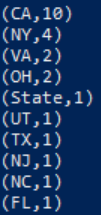 (CA,10)
(NY,4)
(VA,2)
(OH,2)
(State,1)
(UT,1)
(TX,1)
(NJ,1)
(NC,1)
(FL,1)